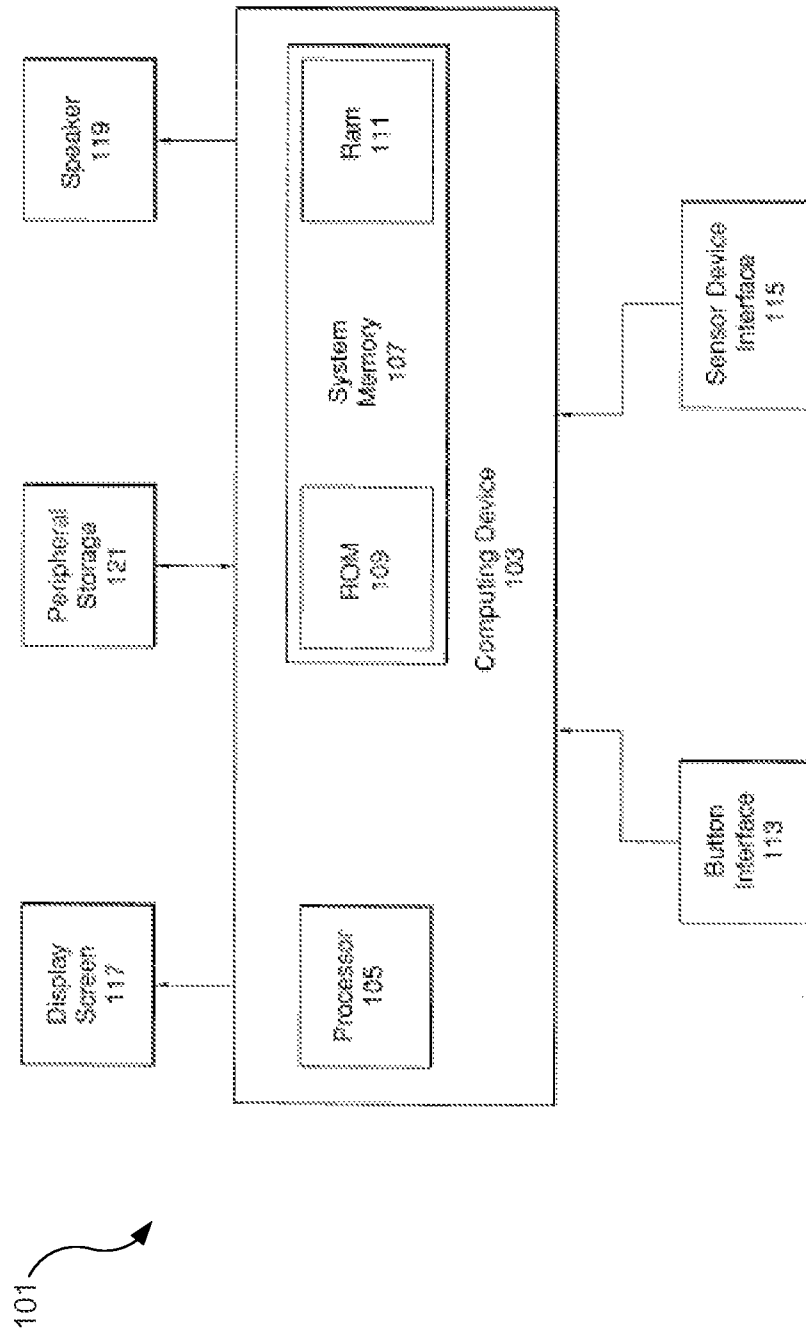 101
Display
Screen
117
Peripheral
Storage
121
Speaker
119
Processor
105
ROM
109
System
Memory
107
Ram
111
Computing Device
103
Button
Interface
113
Sensor Device
Interface
115